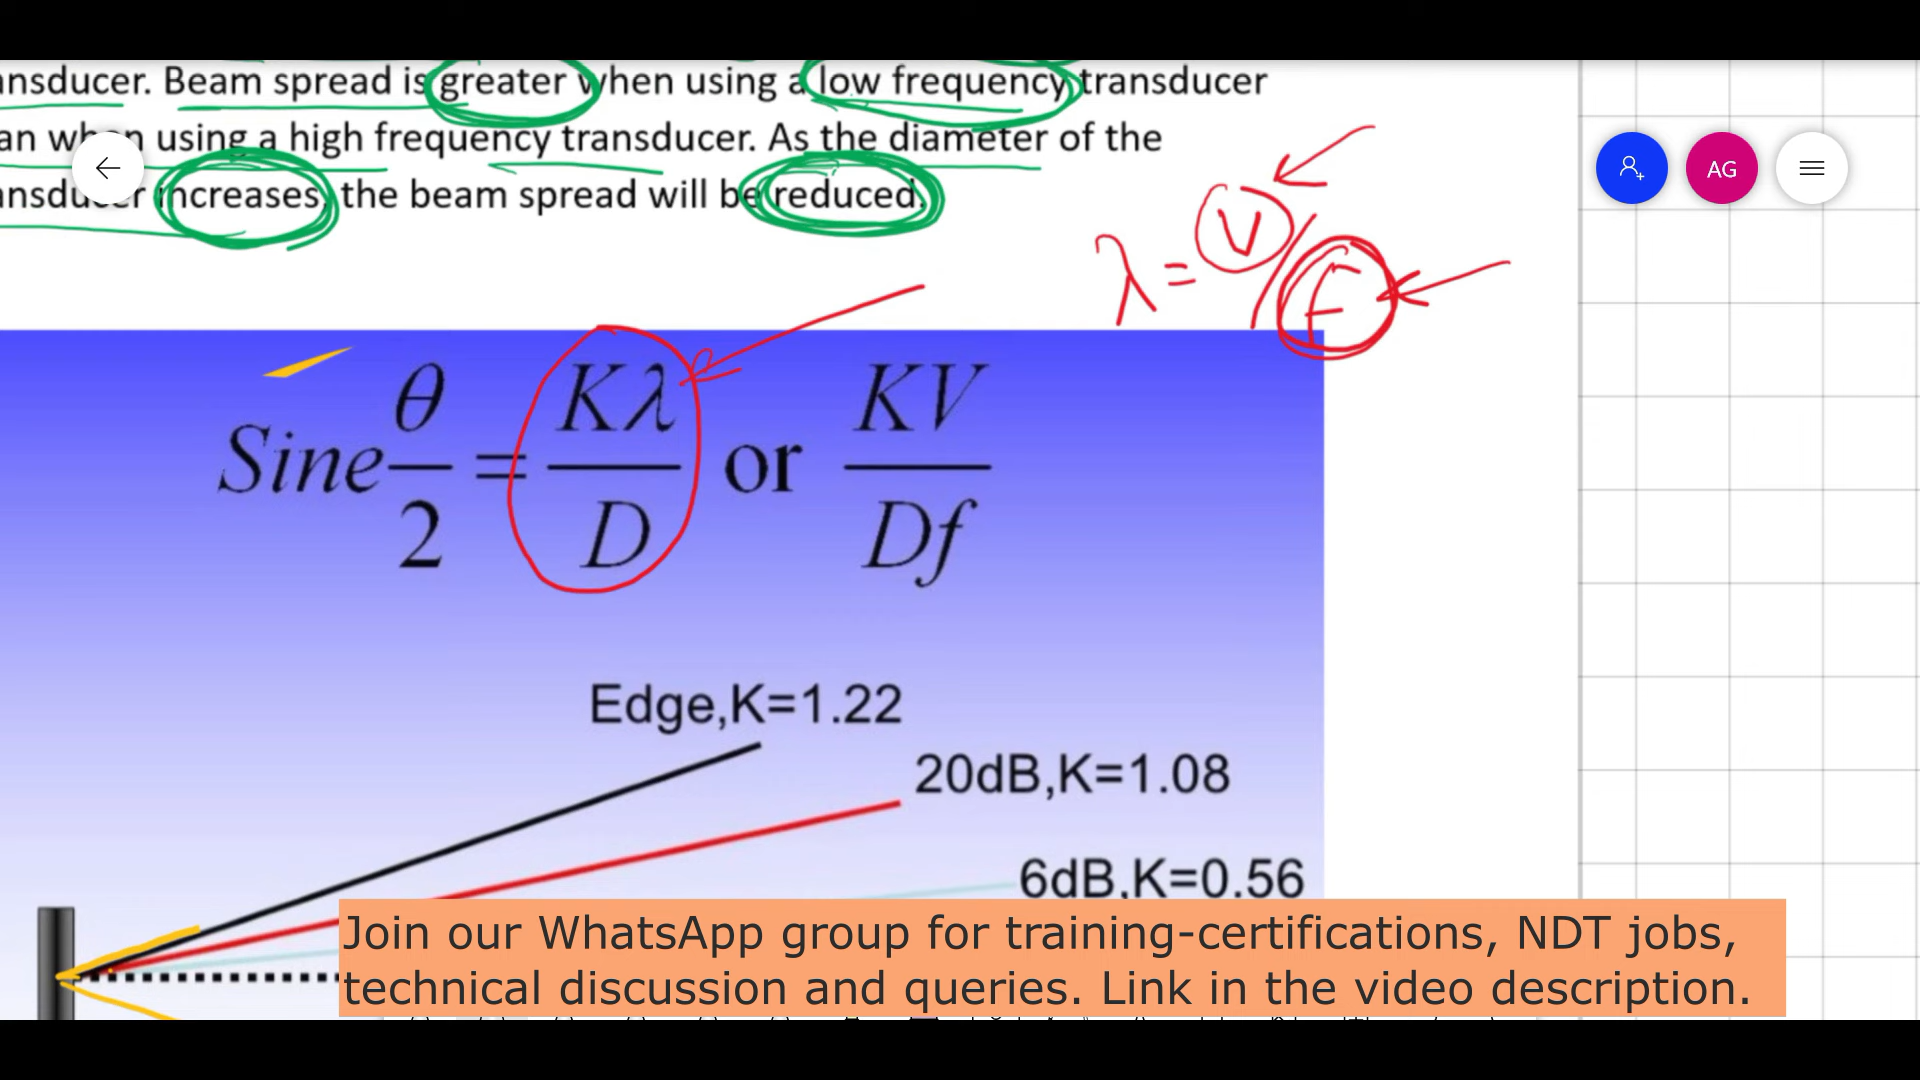 ansducer. Beam spread is greater when using a low frequency transducer
an when using a high frequency transducer. As the diameter of the
ansducer increases, the beam spread will be reduced.
AG
λ = V/F
Sine θ/2 = Kλ/D or KV/Df
Edge,K=1.22
20dB,K=1.08
6dB,K=0.56
Join our WhatsApp group for training-certifications, NDT jobs,
technical discussion and queries. Link in the video description.